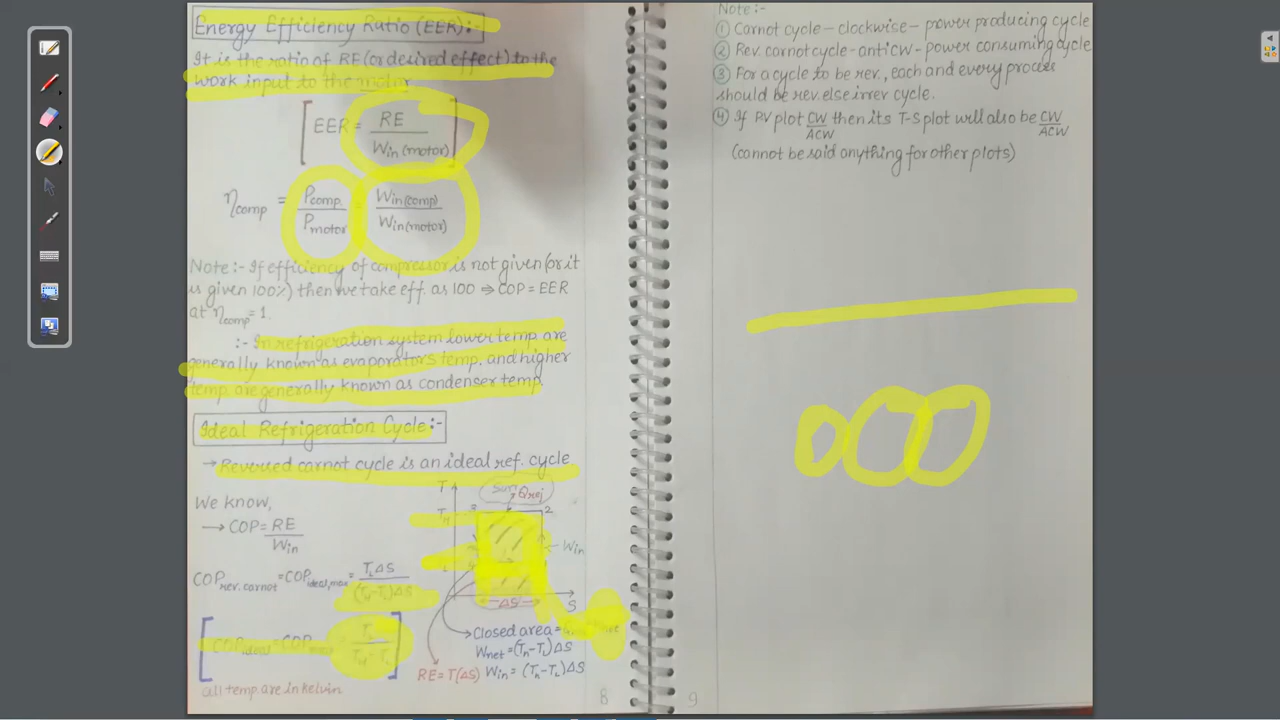 Energy Efficiency Ratio (EER):-
It is the ratio of RE (or desired effect) to the
work input to the motor
EER = RE / Win(motor)
ηcomp = Pcomp. / Pmotor = Win(comp) / Win(motor)
Note:- If efficiency of compressor is not given (or it
is given 100%) then we take eff. as 100 ⇒ COP = EER
at ηcomp = 1.
:- In refrigeration system lower temp. are
generally known as evaporators temp. and higher
temp. are generally known as condenser temp.
Ideal Refrigeration Cycle:-
→ Reversed carnot cycle is an ideal ref. cycle
We know,
→ COP = RE / Win
COPrev. carnot = COPideal,max = TLΔS / (TH-TL)ΔS
COPideal = COPmax = TL / TH-TL
all temp. are in kelvin
T
Qrej
TH
3
2
Win
ΔS
S
Closed area =
Wnet = (TH-TL)ΔS
RE = T(ΔS)
Win = (TH-TL)ΔS
8
Note:-
① Carnot cycle - clockwise - power producing cycle
② Rev. carnot cycle - anti CW - power consuming cycle
③ For a cycle to be rev., each and every process
should be rev. else irrev cycle.
④ If PV plot CW/ACW then its T-S plot will also be CW/ACW
(cannot be said anything for other plots)
9